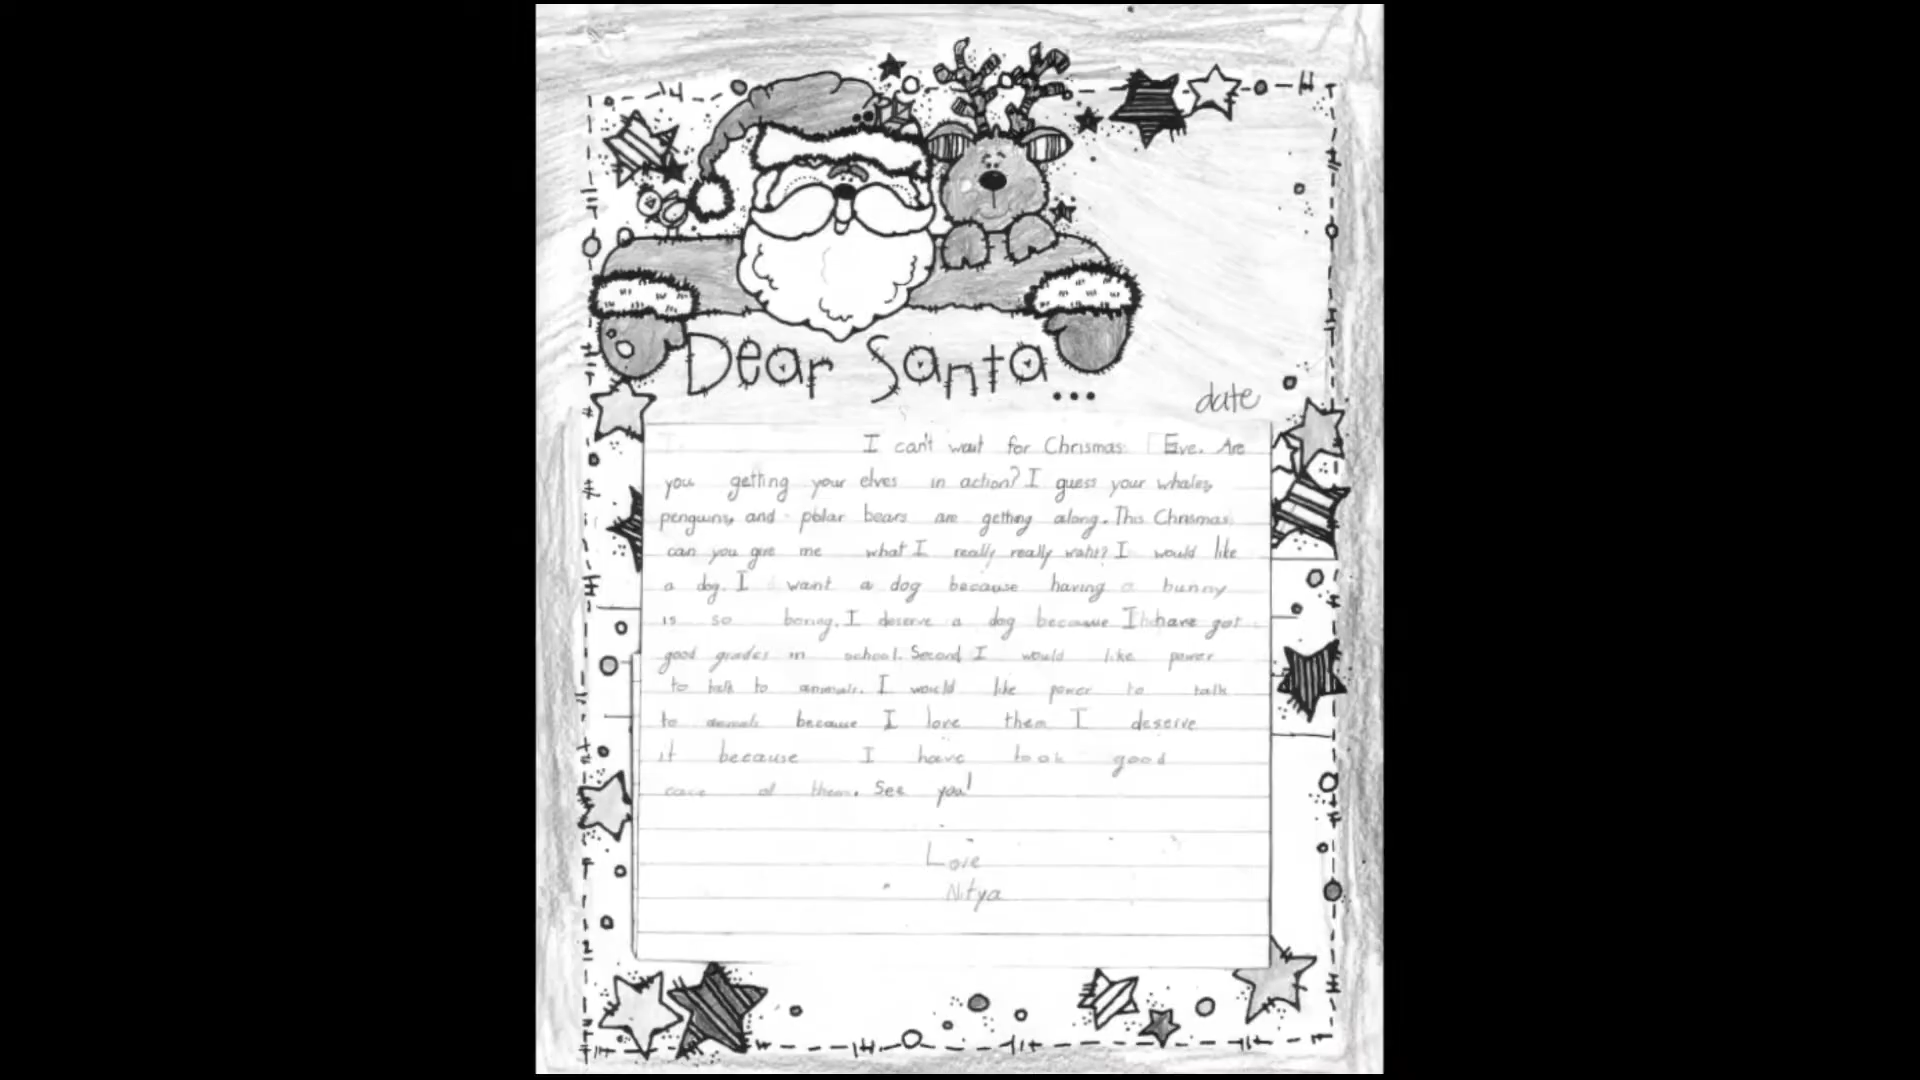 Dear Santa...
date
I can't wait for Chrismas Eve. Are
you getting your elves in action? I guess your whales,
penguins, and polar bears are getting along. This Chrismas
can you give me what I really really want? I would like
a dog. I want a dog because having a bunny
is so boring. I deserve a dog because I have got
good grades in school. Second I would like power
to talk to animals. I would like power to talk
to animals because I love them I deserve
it because I have took good
care of them. See you!
Love
Nitya